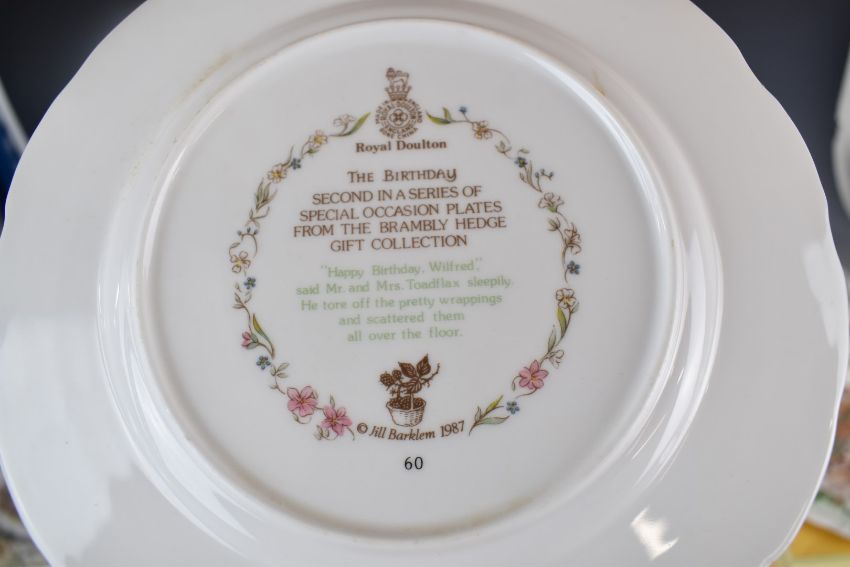 Royal Doulton
THE BIRTHDAY
SECOND IN A SERIES OF
SPECIAL OCCASION PLATES
FROM THE BRAMBLY HEDGE
GIFT COLLECTION
"Happy Birthday, Wilfred,"
said Mr. and Mrs. Toadflax sleepily.
He tore off the pretty wrappings
and scattered them
all over the floor.
© Jill Barklem 1987
60